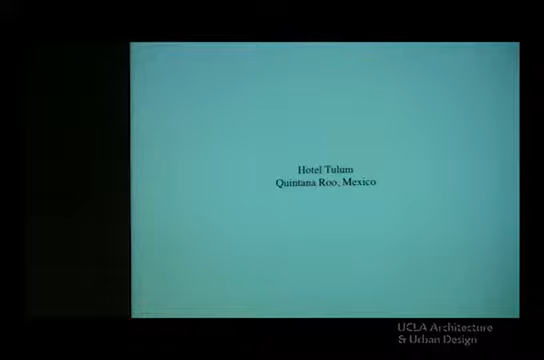 Hotel Tulum
Quintana Roo, Mexico
UCLA Architecture
& Urban Design